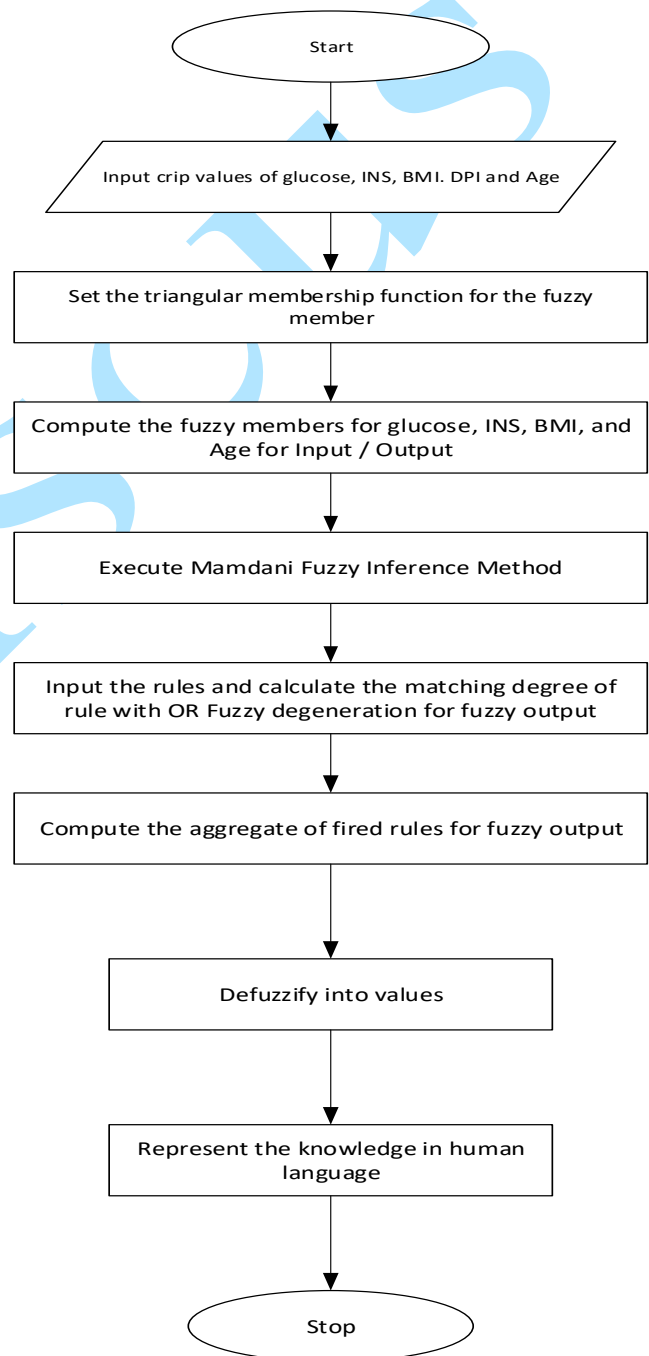 Start
Input crip values of glucose, INS, BMI. DPI and Age
Set the triangular membership function for the fuzzy
member
Compute the fuzzy members for glucose, INS, BMI, and
Age for Input / Output
Execute Mamdani Fuzzy Inference Method
Input the rules and calculate the matching degree of
rule with OR Fuzzy degeneration for fuzzy output
Compute the aggregate of fired rules for fuzzy output
Defuzzify into values
Represent the knowledge in human
language
Stop